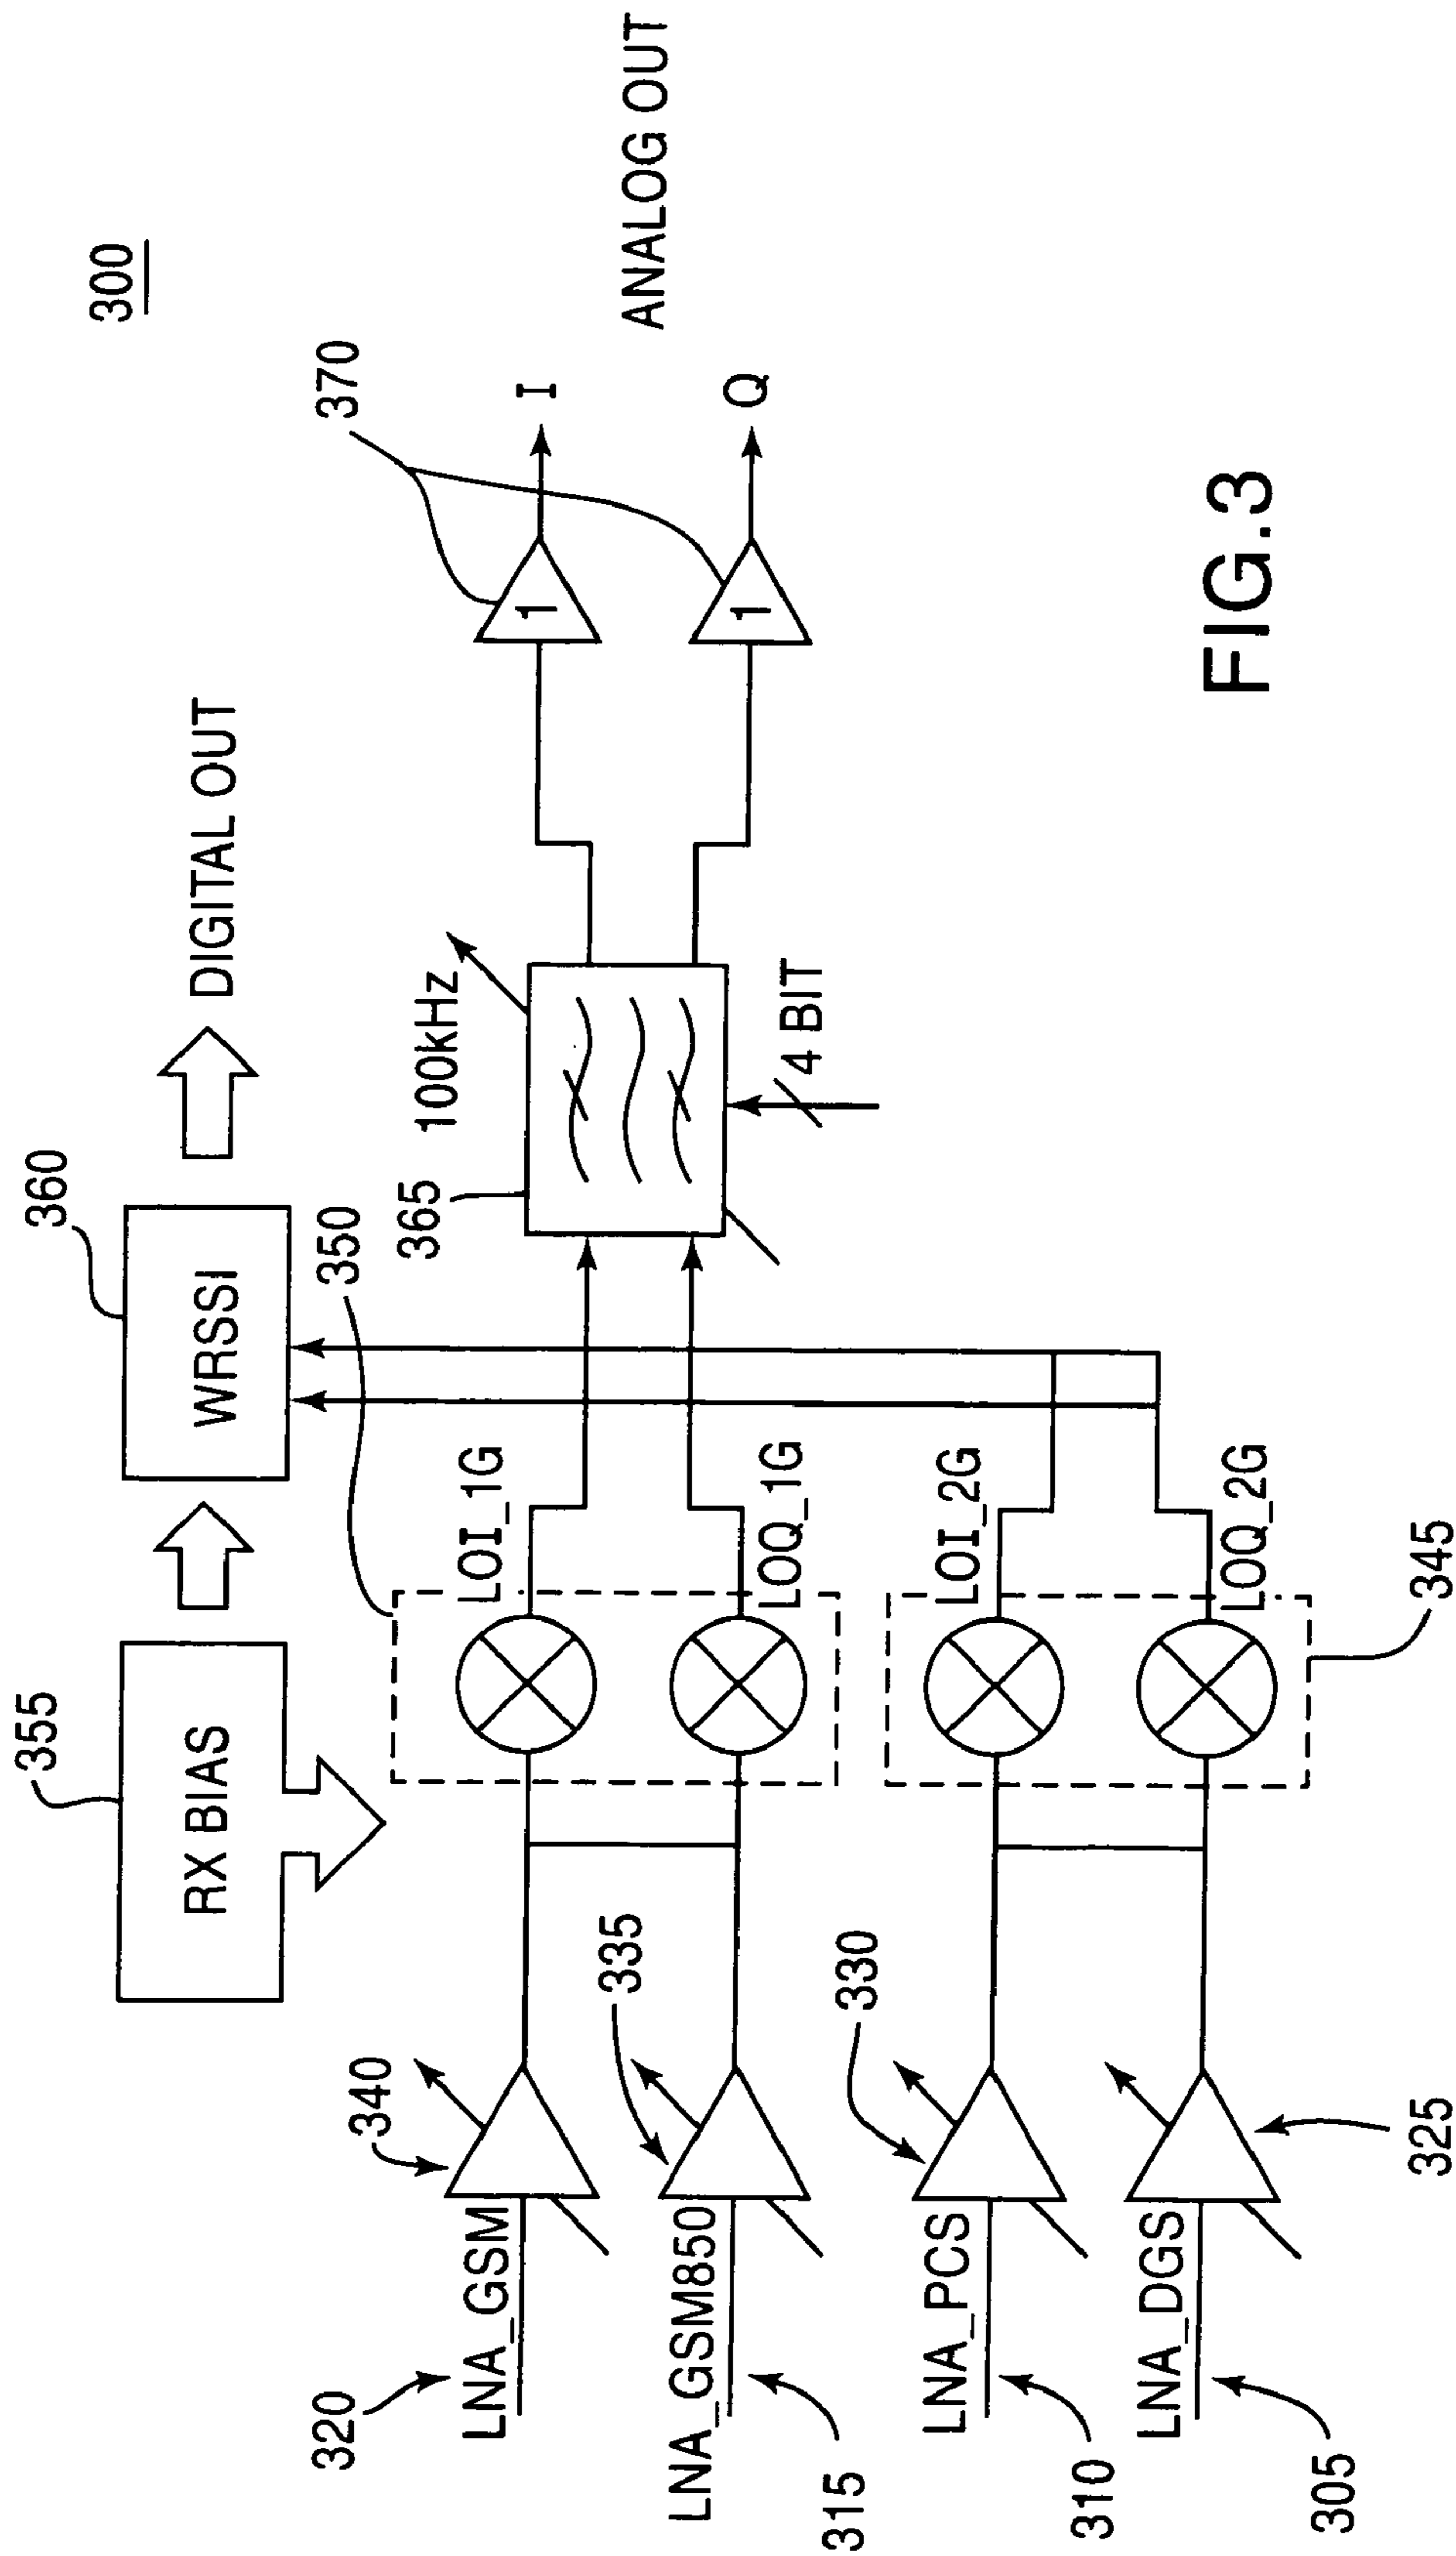 300
355
RX BIAS
360
WRSSI
DIGITAL OUT
350
370
320
LNA_GSM
340
LOI_1G
365
100kHz
1
I
315
LNA_GSM850
335
LOQ_1G
4 BIT
1
Q
ANALOG OUT
310
LNA_PCS
330
LOI_2G
305
LNA_DGS
325
LOQ_2G
345
FIG.3